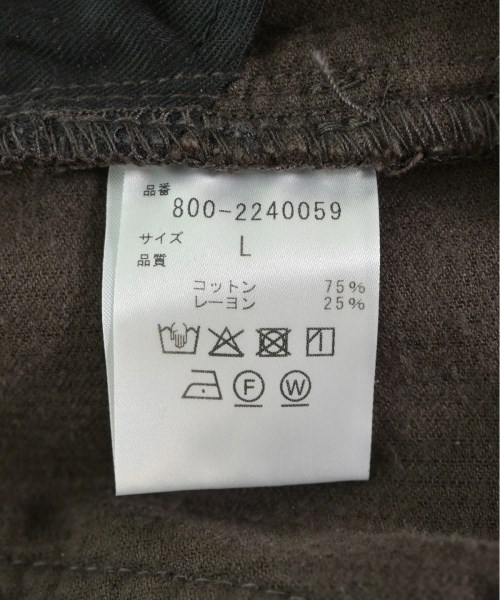 品番
800-2240059
サイズ L
品質
コットン 75%
レーヨン 25%
F W